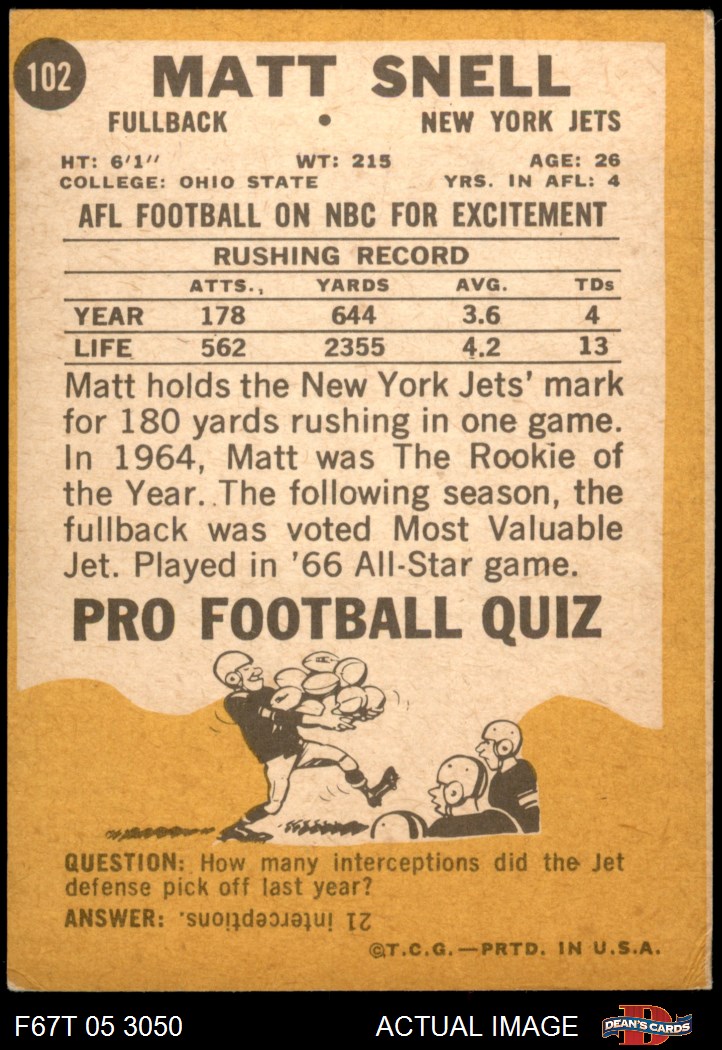 102
MATT SNELL
FULLBACK • NEW YORK JETS
HT: 6'1" WT: 215 AGE: 26
COLLEGE: OHIO STATE YRS. IN AFL: 4
AFL FOOTBALL ON NBC FOR EXCITEMENT
RUSHING RECORD
ATTS. YARDS AVG. TDs
YEAR 178 644 3.6 4
LIFE 562 2355 4.2 13
Matt holds the New York Jets' mark
for 180 yards rushing in one game.
In 1964, Matt was The Rookie of
the Year. The following season, the
fullback was voted Most Valuable
Jet. Played in '66 All-Star game.
PRO FOOTBALL QUIZ
QUESTION: How many interceptions did the Jet
defense pick off last year?
ANSWER: 21 interceptions.
©T.C.G.—PRTD. IN U.S.A.
F67T 05 3050 ACTUAL IMAGE D DEAN'S CARDS